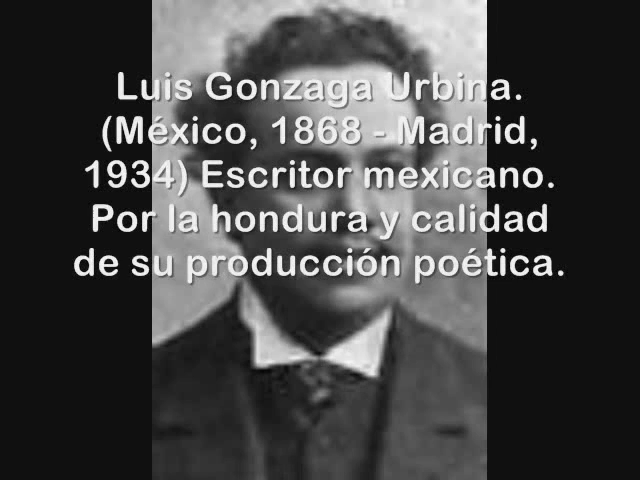 Luis Gonzaga Urbina.
(México, 1868 - Madrid,
1934) Escritor mexicano.
Por la hondura y calidad
de su producción poética.